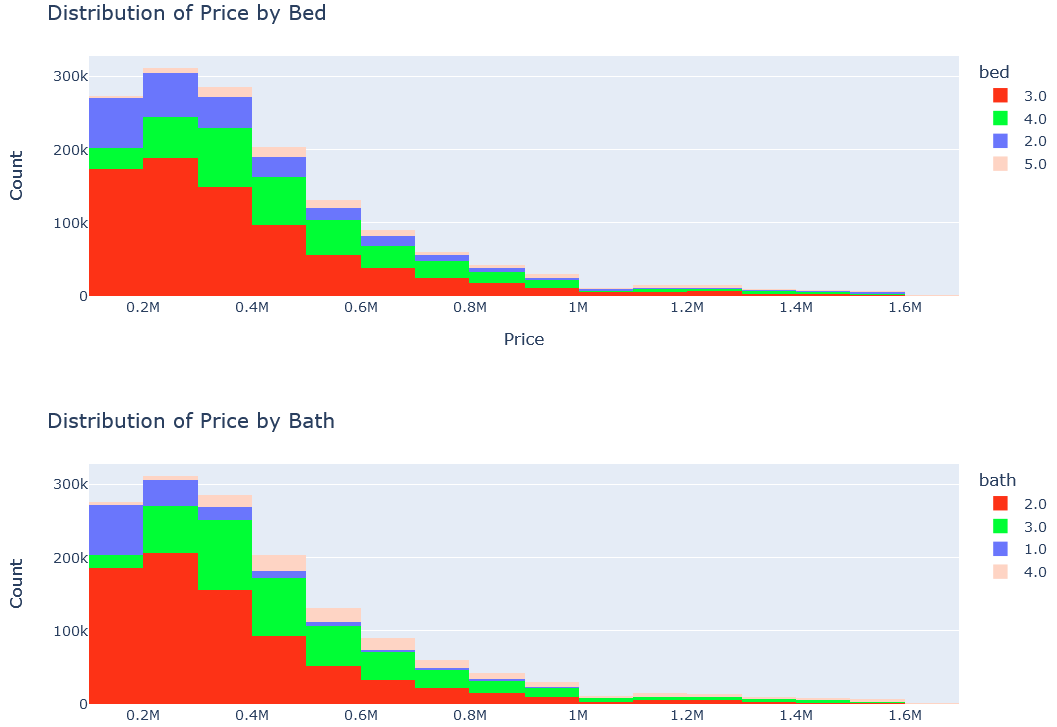 Distribution of Price by Bed
300k
200k
100k
0
Count
0.2M 0.4M 0.6M 0.8M 1M 1.2M 1.4M 1.6M
Price
bed
3.0
4.0
2.0
5.0
Distribution of Price by Bath
300k
200k
100k
0
Count
0.2M 0.4M 0.6M 0.8M 1M 1.2M 1.4M 1.6M
bath
2.0
3.0
1.0
4.0